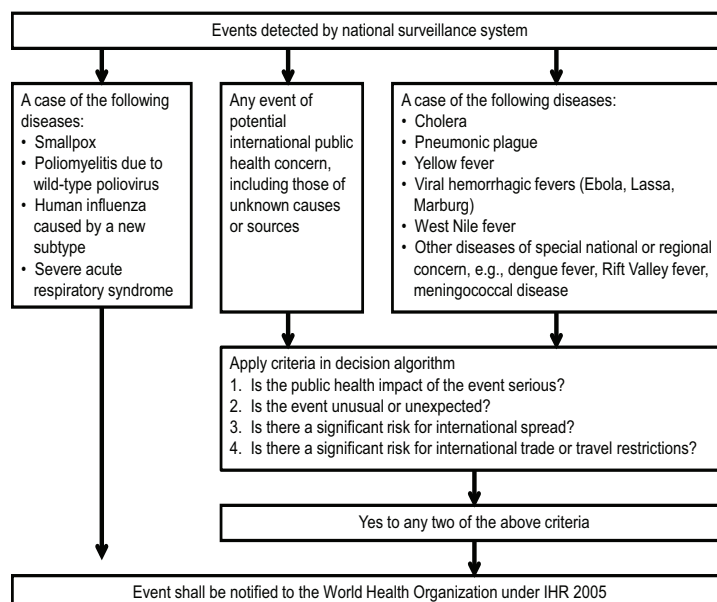 Events detected by national surveillance system
A case of the following
diseases:
• Smallpox
• Poliomyelitis due to
wild-type poliovirus
• Human influenza
caused by a new
subtype
• Severe acute
respiratory syndrome
Any event of
potential
international public
health concern,
including those of
unknown causes
or sources
A case of the following diseases:
• Cholera
• Pneumonic plague
• Yellow fever
• Viral hemorrhagic fevers (Ebola, Lassa,
Marburg)
• West Nile fever
• Other diseases of special national or regional
concern, e.g., dengue fever, Rift Valley fever,
meningococcal disease
Apply criteria in decision algorithm
1. Is the public health impact of the event serious?
2. Is the event unusual or unexpected?
3. Is there a significant risk for international spread?
4. Is there a significant risk for international trade or travel restrictions?
Yes to any two of the above criteria
Event shall be notified to the World Health Organization under IHR 2005